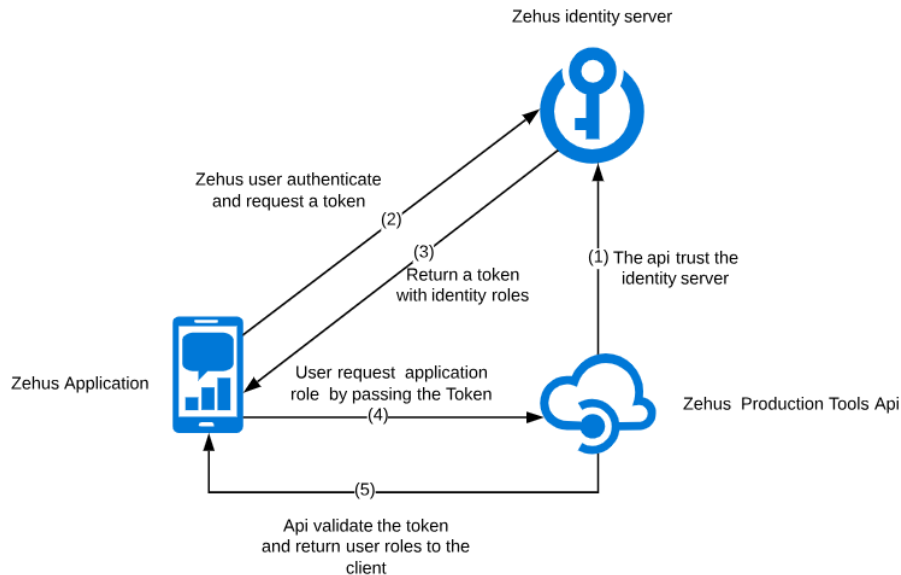 Zehus identity server
Zehus user authenticate
and request a token
(2)
(3)
Return a token
with identity roles
(1) The api trust the
identity server
Zehus Application
User request application
role by passing the Token
(4)
Zehus Production Tools Api
(5)
Api validate the token
and return user roles to the
client